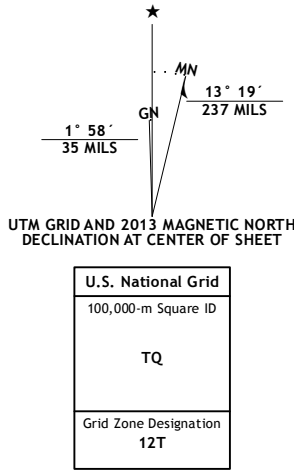 MN
GN
13° 19´
237 MILS
1° 58´
35 MILS
UTM GRID AND 2013 MAGNETIC NORTH
DECLINATION AT CENTER OF SHEET
U.S. National Grid
100,000-m Square ID
TQ
Grid Zone Designation
12T